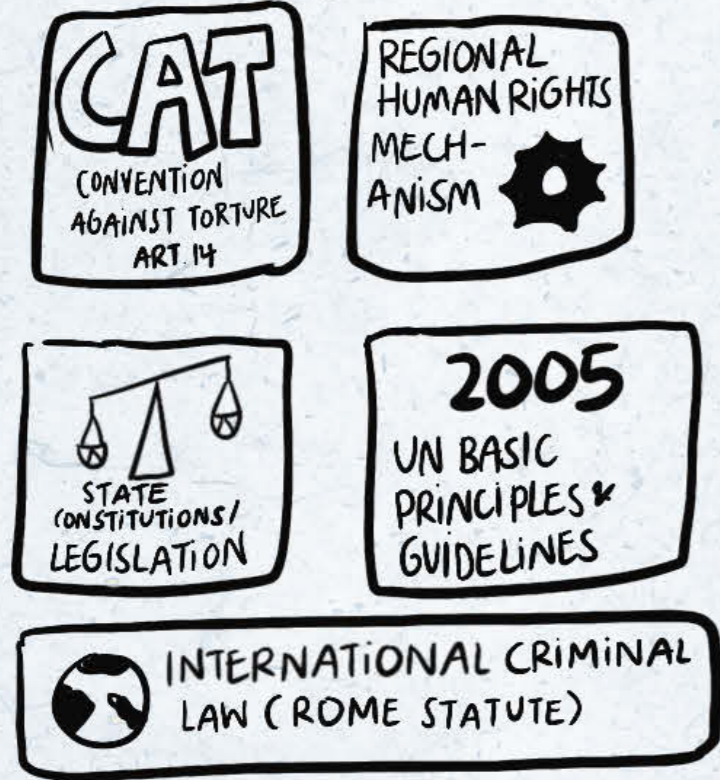 CAT
CONVENTION
AGAINST TORTURE
ART. 14
REGIONAL
HUMAN RIGHTS
MECH-
ANISM
STATE
CONSTITUTIONS/
LEGISLATION
2005
UN BASIC
PRINCIPLES &
GUIDELINES
INTERNATIONAL CRIMINAL
LAW (ROME STATUTE)